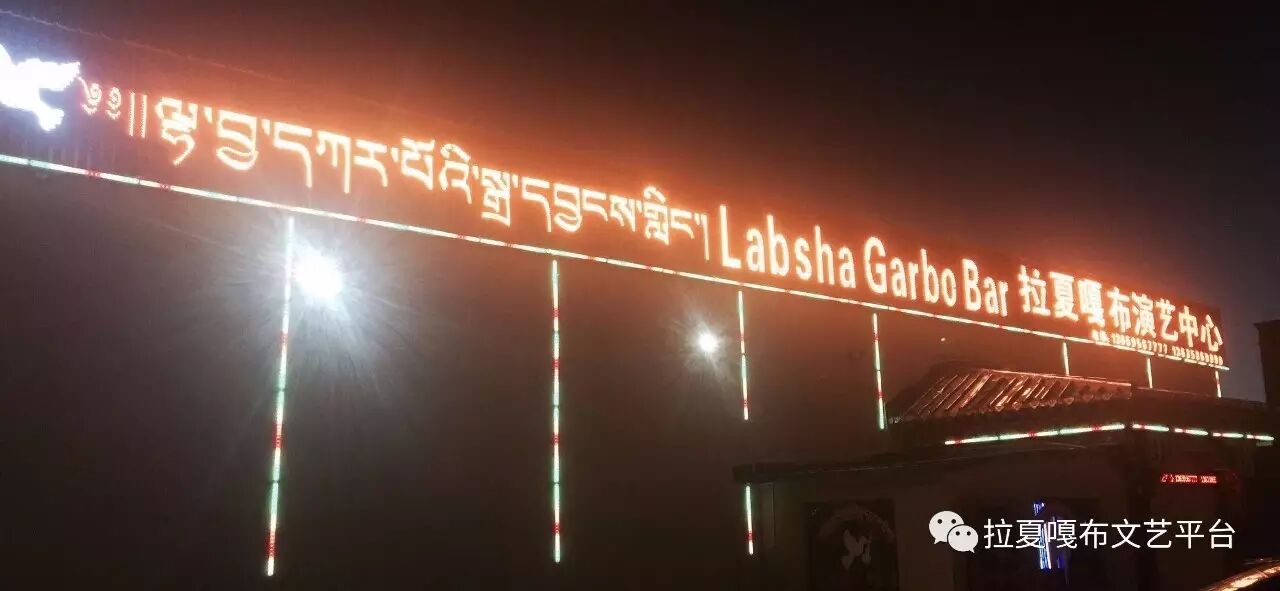 ༄༅།།ལྷ་བྱ་དཀར་པོའི་སྒྲ་དབྱངས་གླིང་། Labsha Garbo Bar 拉夏嘎布演艺中心
拉夏嘎布文艺平台